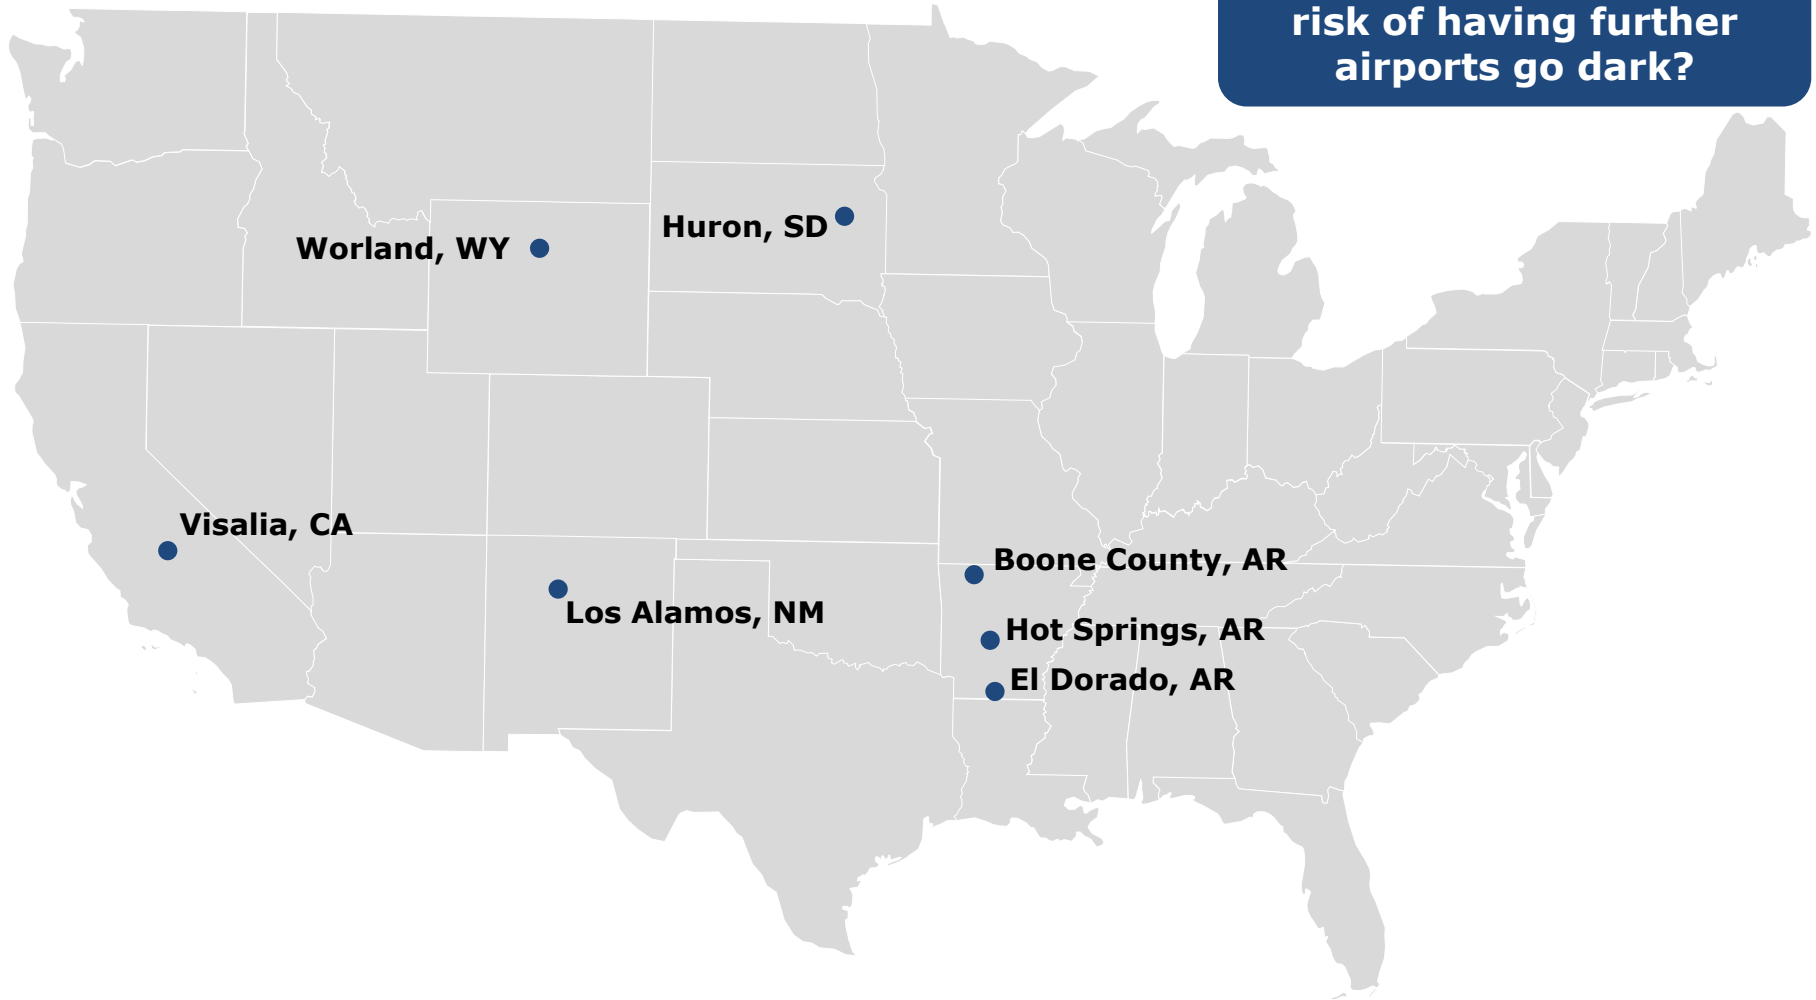 risk of having further
airports go dark?
Huron, SD
Worland, WY
Visalia, CA
Boone County, AR
Los Alamos, NM
Hot Springs, AR
El Dorado, AR